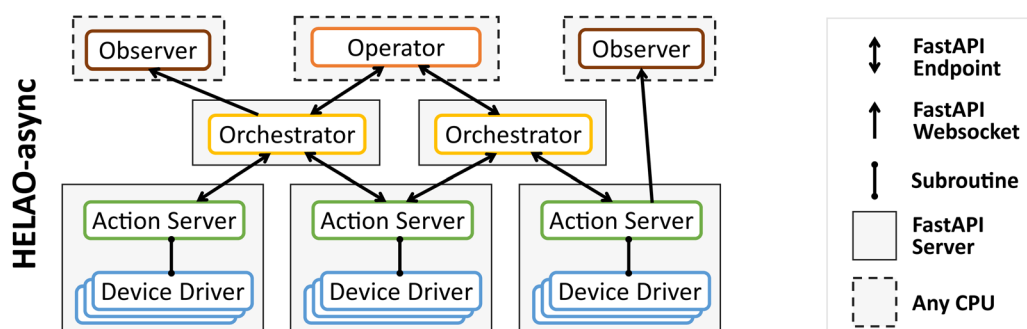 HELAO-async
Observer
Operator
Observer
Orchestrator
Orchestrator
Action Server
Action Server
Action Server
Device Driver
Device Driver
Device Driver
FastAPI
Endpoint
FastAPI
Websocket
Subroutine
FastAPI
Server
Any CPU